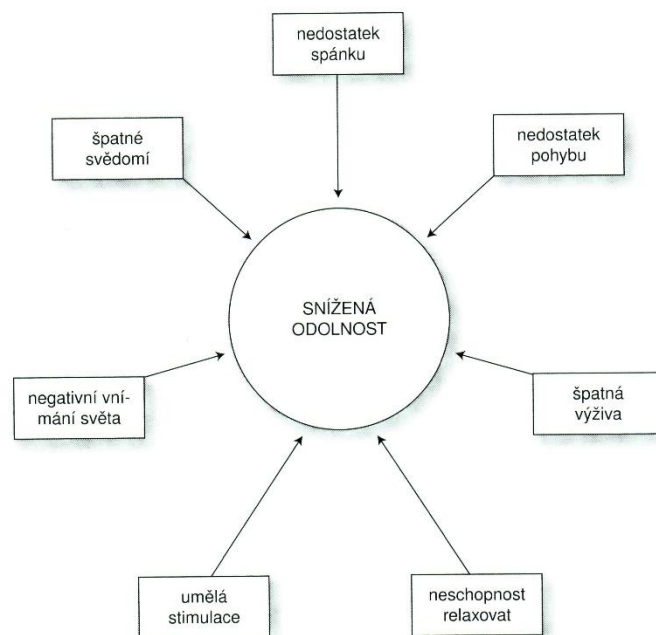 nedostatek
spánku
špatné
svědomí
nedostatek
pohybu
SNÍŽENÁ
ODOLNOST
negativní vní-
mání světa
špatná
výživa
umělá
stimulace
neschopnost
relaxovat